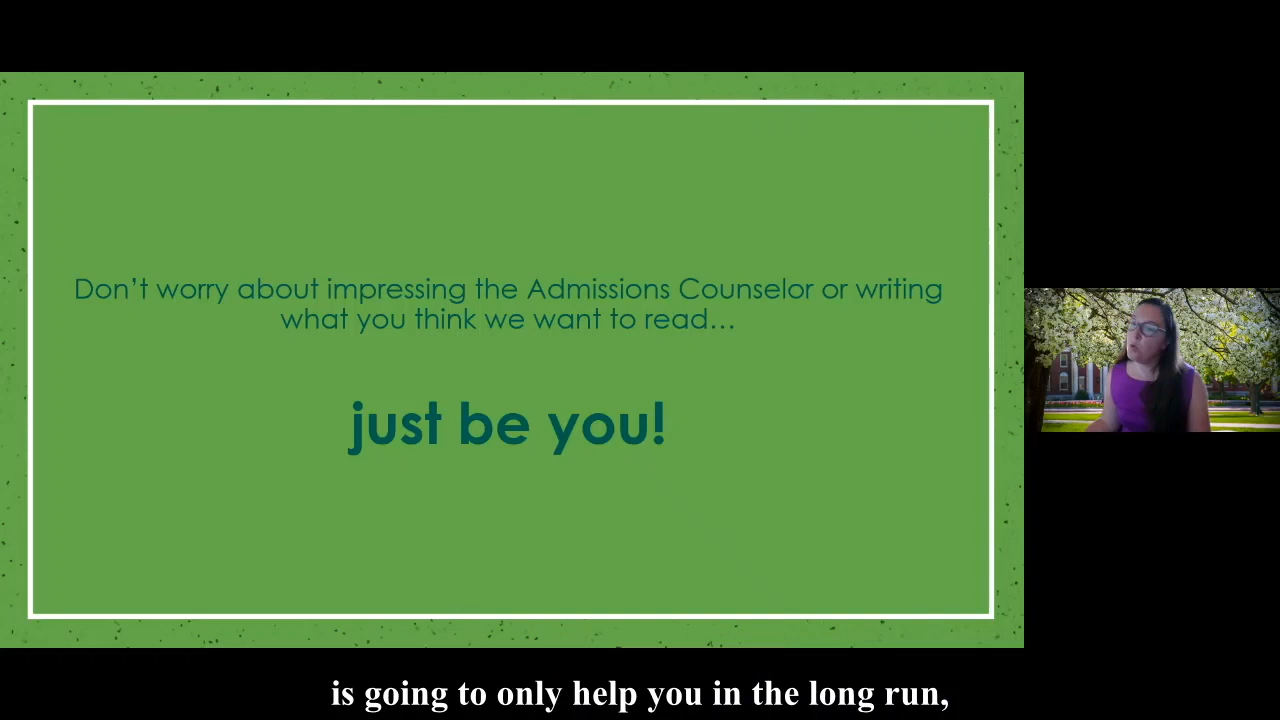 Don’t worry about impressing the Admissions Counselor or writing
what you think we want to read…
just be you!
is going to only help you in the long run,